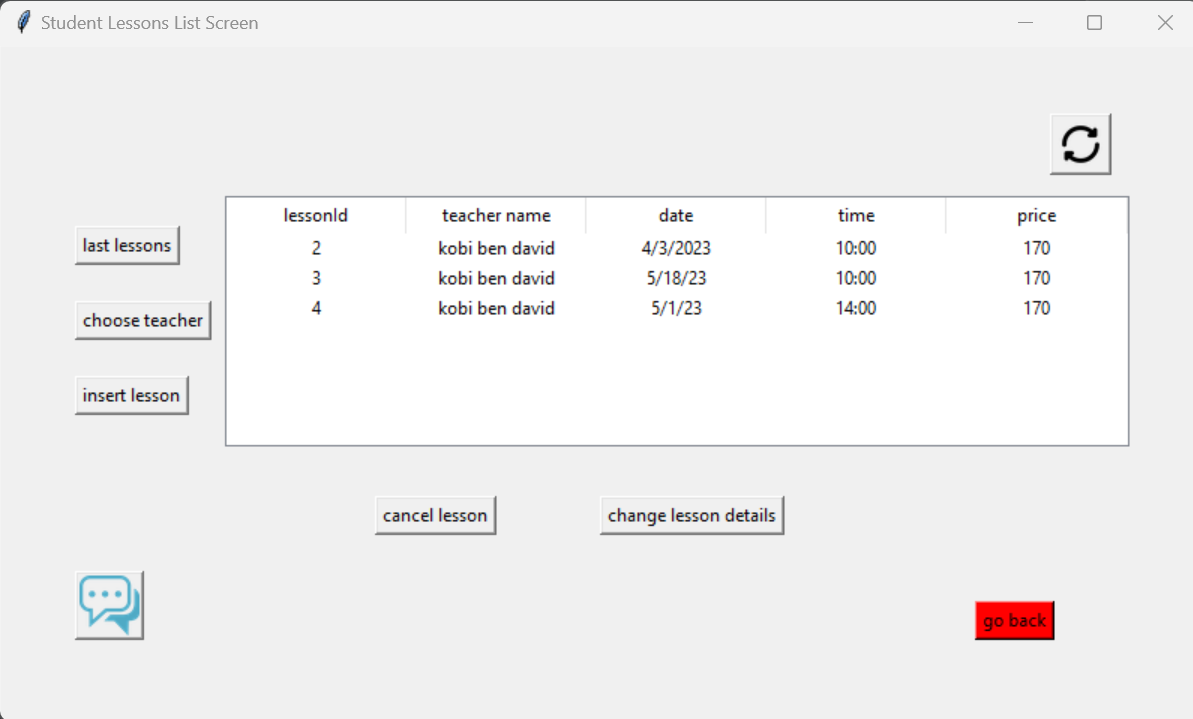 Student Lessons List Screen
lessonId teacher name date time price
2 kobi ben david 4/3/2023 10:00 170
3 kobi ben david 5/18/23 10:00 170
4 kobi ben david 5/1/23 14:00 170
last lessons
choose teacher
insert lesson
cancel lesson change lesson details
go back